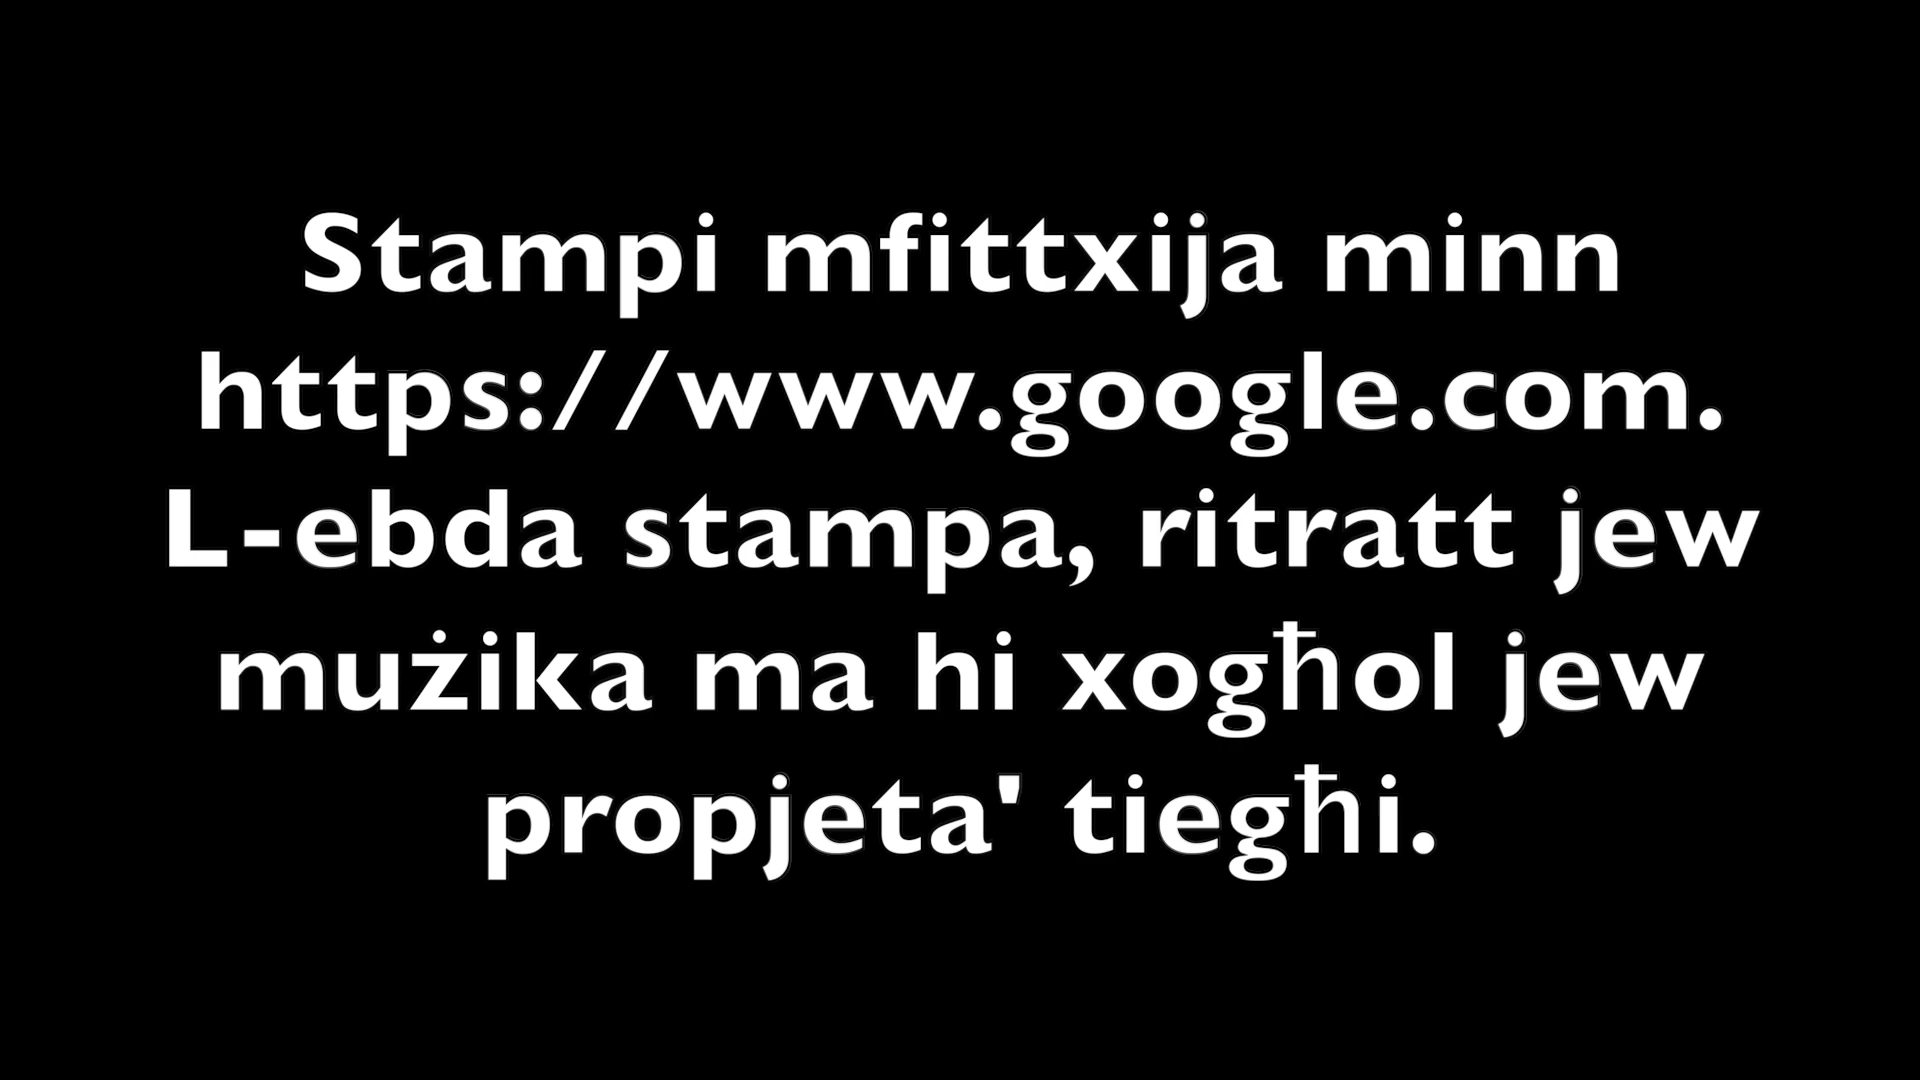 Stampi mfittxija minn
https://www.google.com.
L-ebda stampa, ritratt jew
mużika ma hi xogħol jew
propjeta' tiegħi.